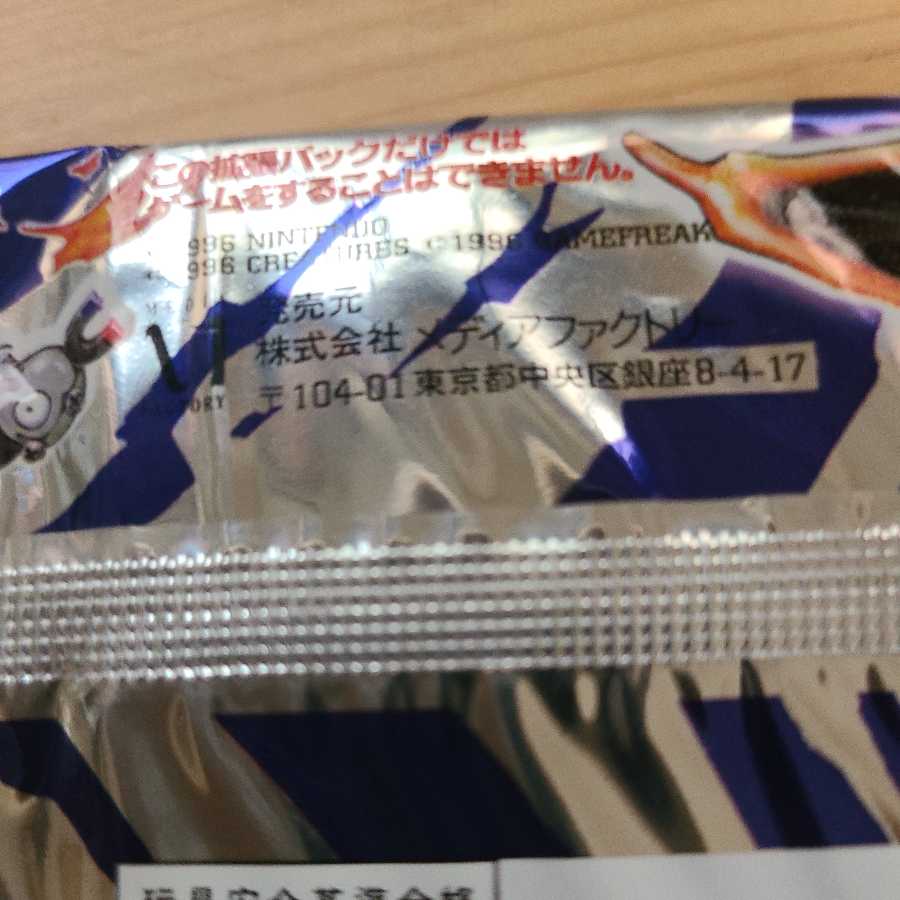 この拡張パックだけでは
ゲームをすることはできません。
1996 NINTENDO
1996 CREATURES ©1996 GAMEFREAK
発売元
株式会社 メディアファクトリー
FACTORY
〒104-01 東京都中央区銀座8-4-17
玩具安全基準合格